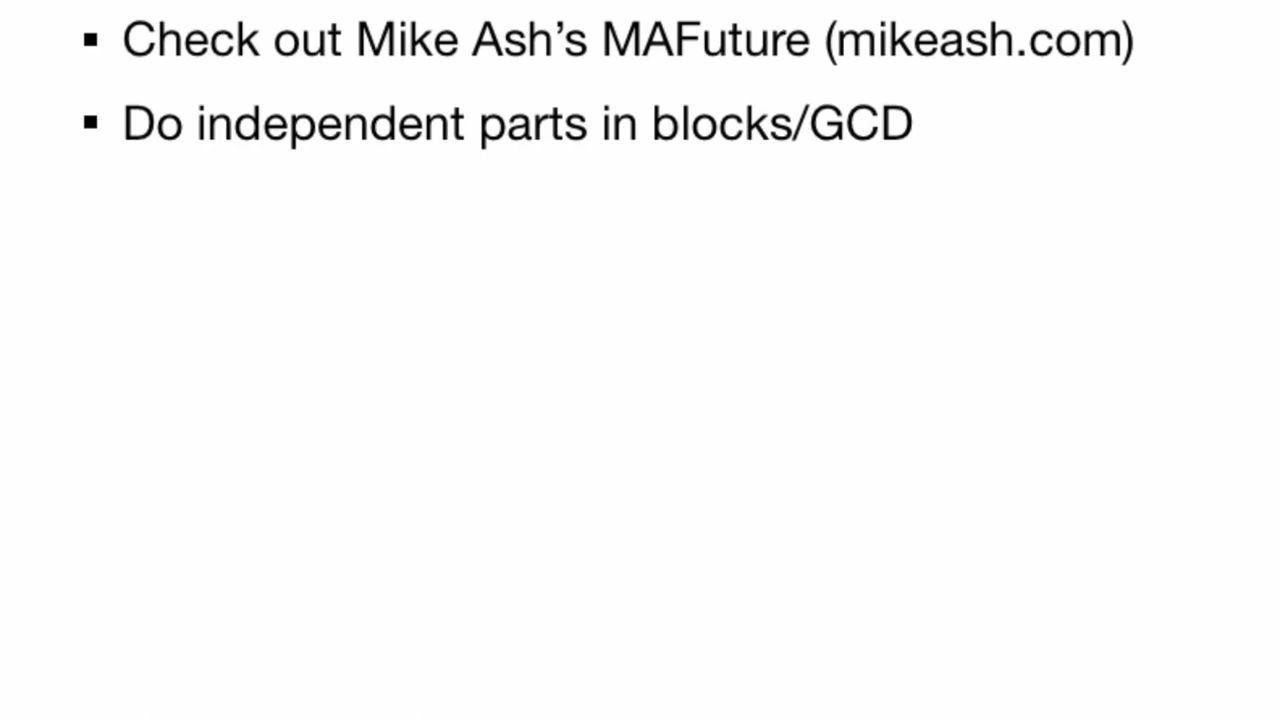 ▪ Check out Mike Ash’s MAFuture (mikeash.com)
▪ Do independent parts in blocks/GCD